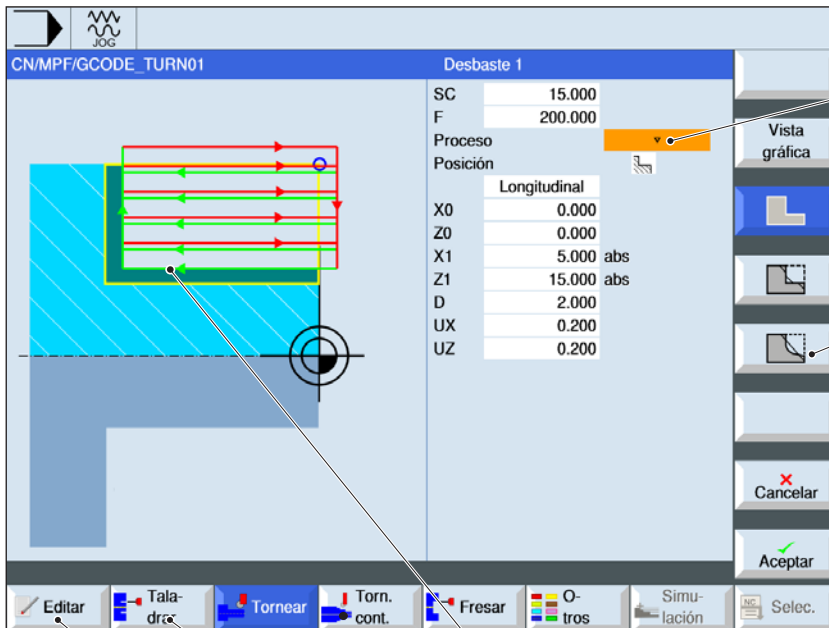 JOG
CN/MPF/GCODE_TURN01
Desbaste 1
SC 15.000
F 200.000
Proceso
Posición
Longitudinal
X0 0.000
Z0 0.000
X1 5.000 abs
Z1 15.000 abs
D 2.000
UX 0.200
UZ 0.200
Vista
gráfica
Cancelar
Aceptar
Editar
Tala-
drar
Tornear
Torn.
cont.
Fresar
O-
tros
Simu-
lación
NC
Selec.